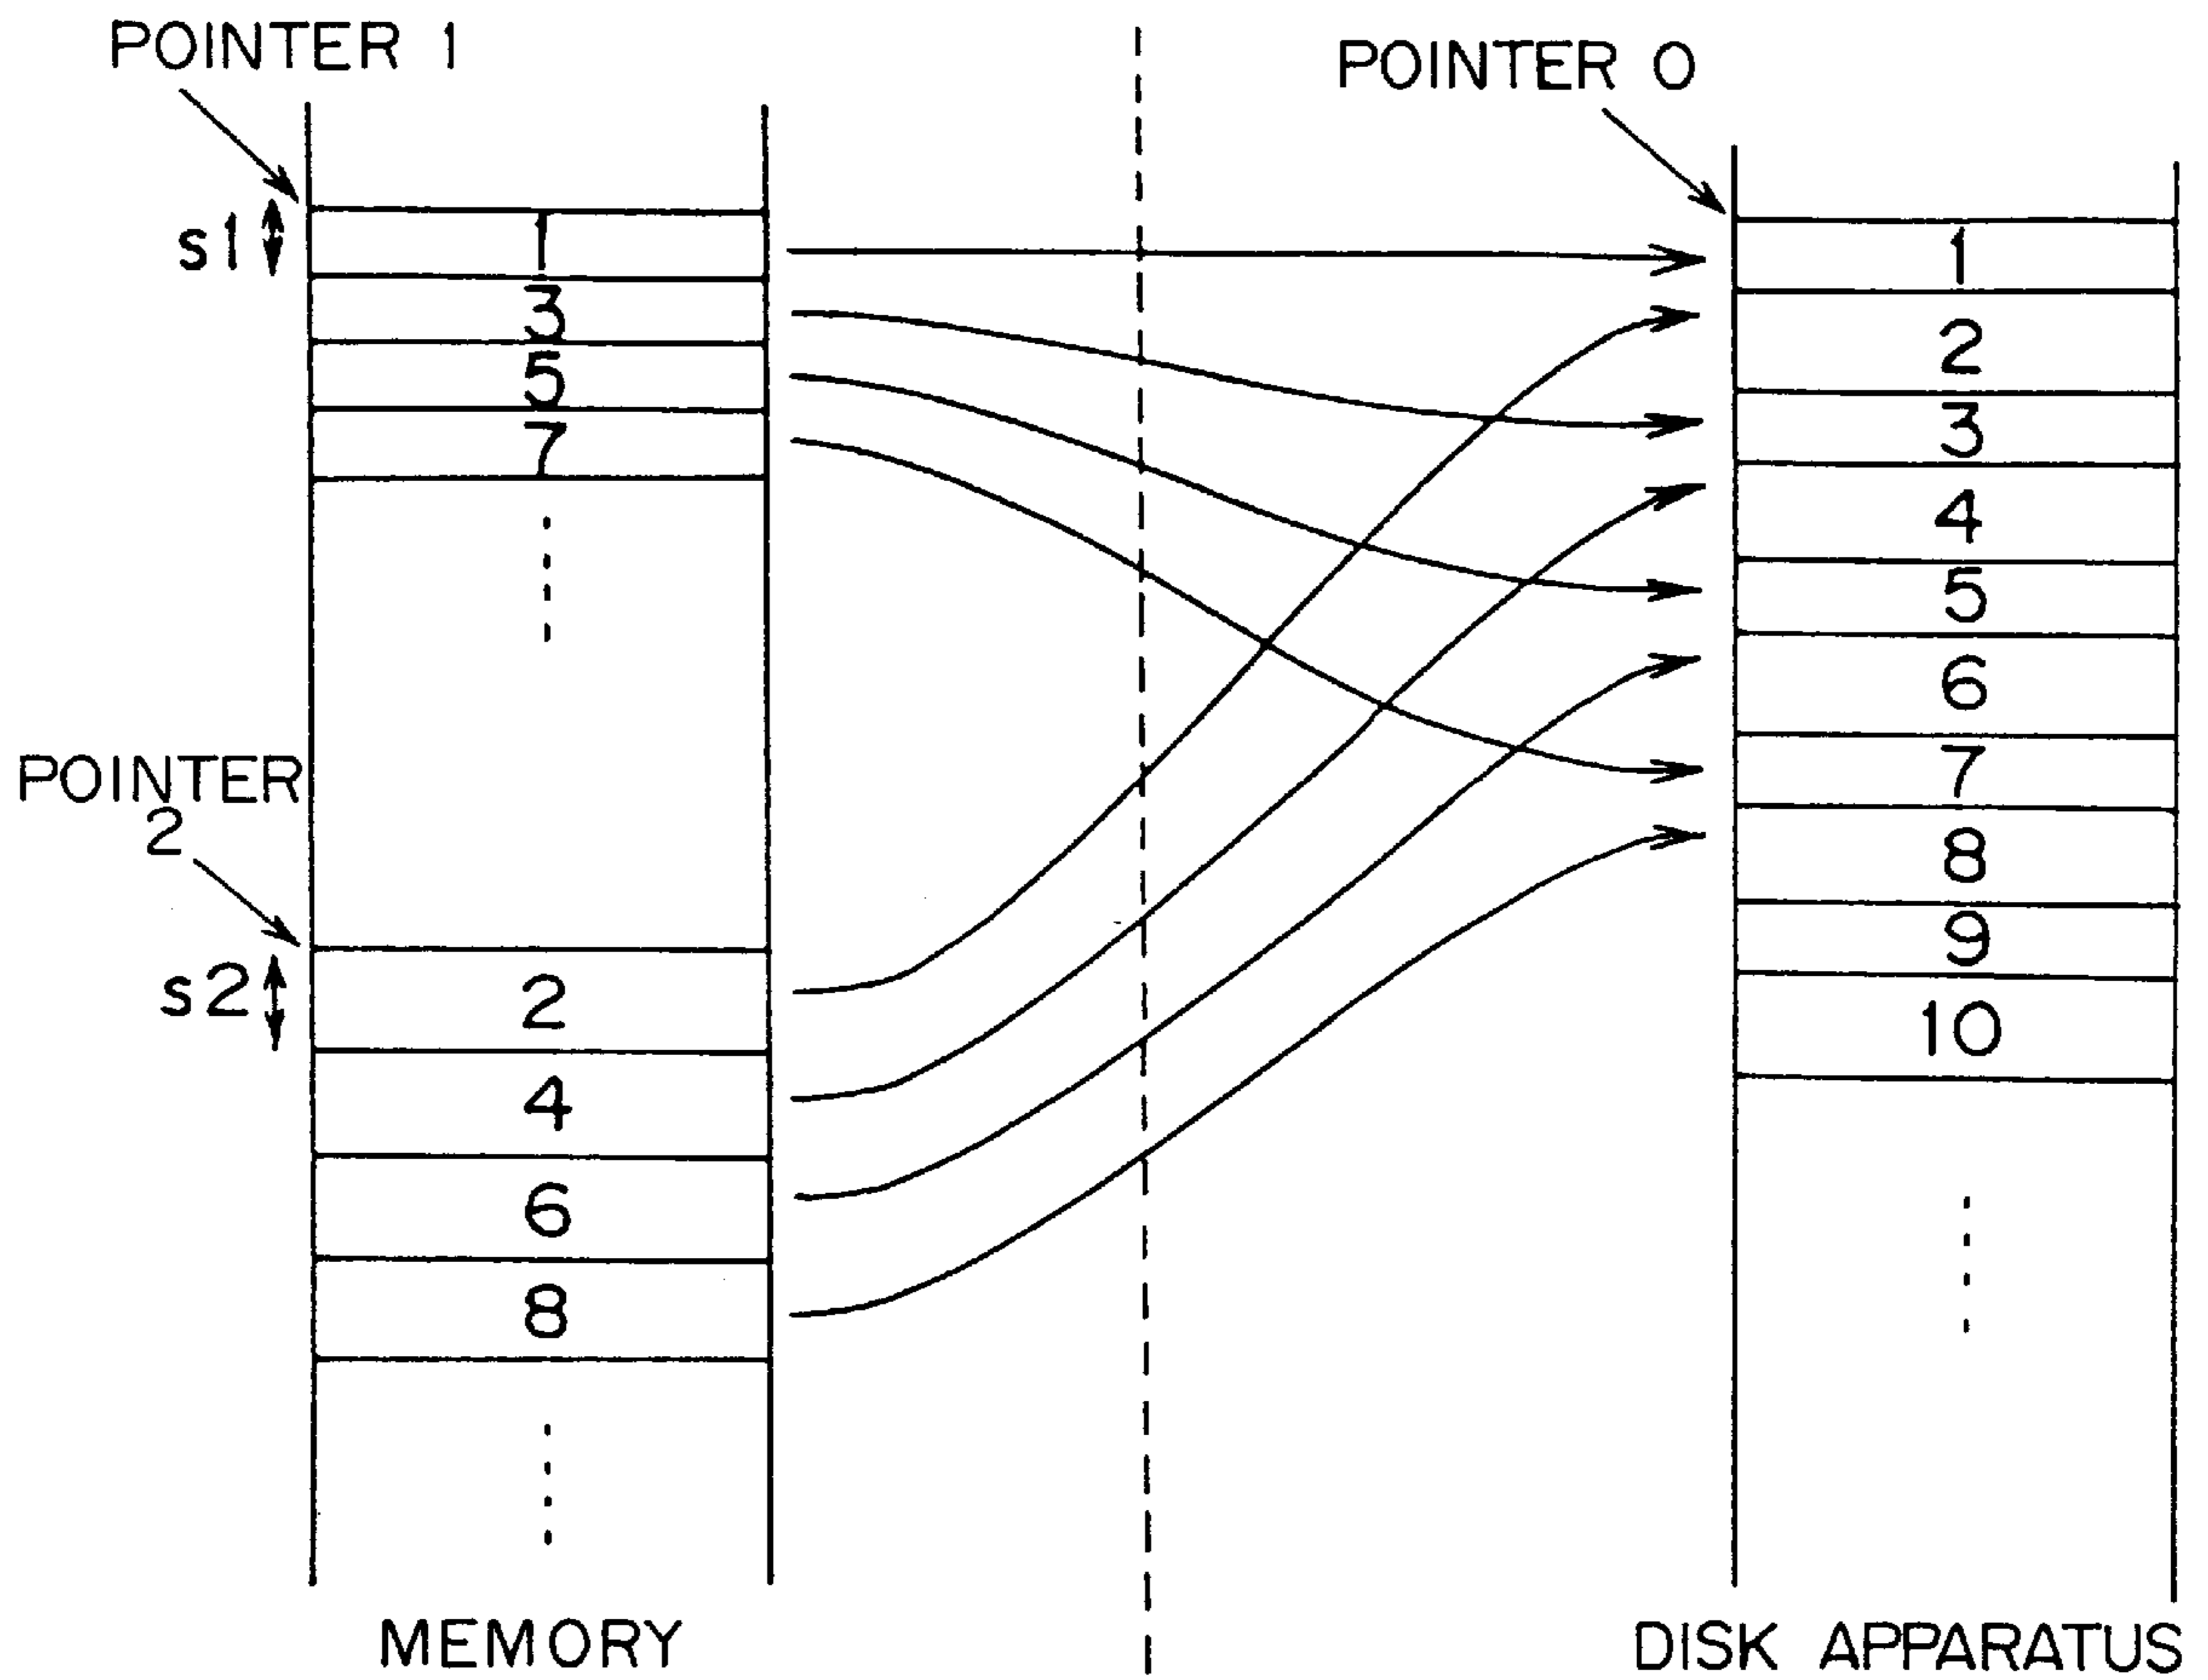 POINTER 1
s1
1
3
5
7
POINTER
2
s2
2
4
6
8
MEMORY
POINTER 0
1
2
3
4
5
6
7
8
9
10
DISK APPARATUS